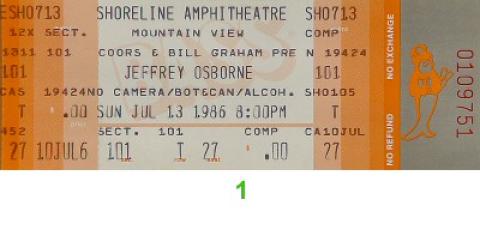 ESH0713 SHORELINE AMPHITHEATRE SH0713
12X SECT. MOUNTAIN VIEW COMP
1311 101 COORS & BILL GRAHAM PRE N 19424
101 JEFFREY OSBORNE 101
CAS 19424NO CAMERA/BOT&CAN/ALCOH. SH0105
T .00 SUN JUL 13 1986 8:00PM T
452 SECT. 101 COMP CA10JUL
27 10JUL6 101 T 27 .00 27
NO REFUND NO EXCHANGE
0109751
1